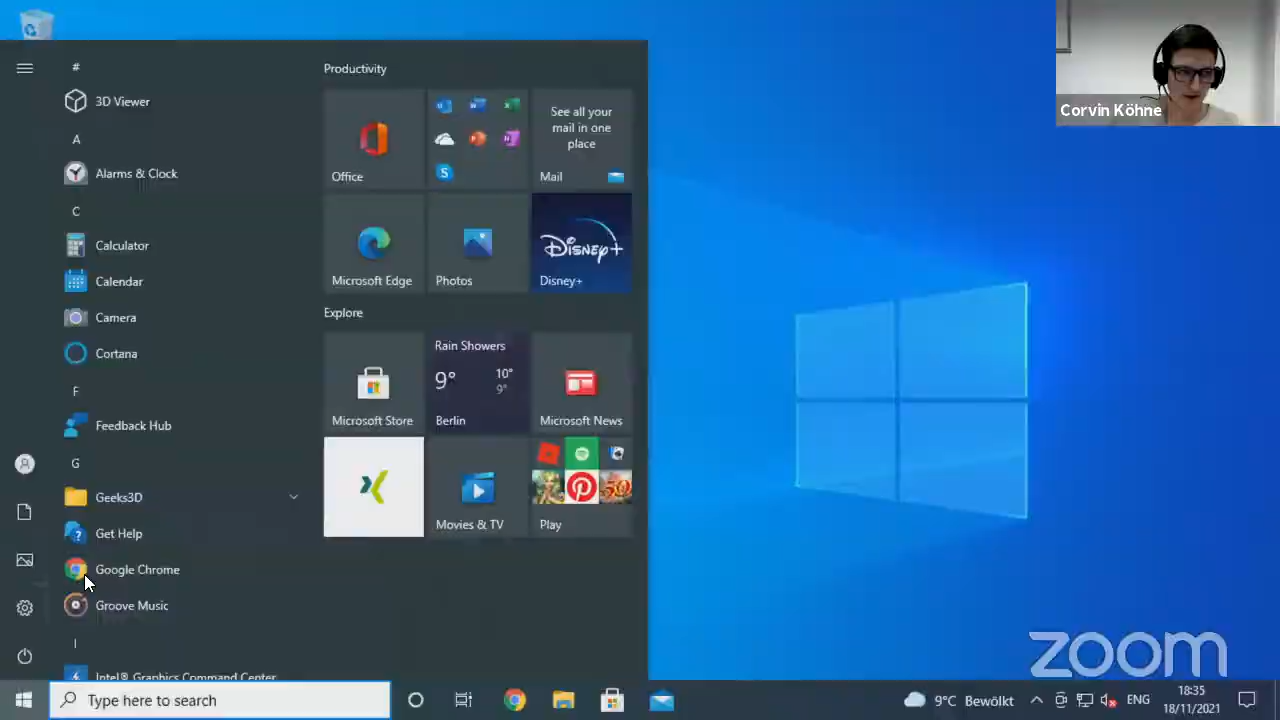 #
3D Viewer
A
Alarms & Clock
C
Calculator
Calendar
Camera
Cortana
F
Feedback Hub
G
Geeks3D
Get Help
Google Chrome
Groove Music
I
Intel® Graphics Command Center
Productivity
Office
See all your
mail in one
place
Mail
Microsoft Edge
Photos
Disney+
Disney+
Explore
Microsoft Store
Rain Showers
9°
10°
9°
Berlin
Microsoft News
Movies & TV
Play
Corvin Köhne
zoom
Type here to search
9°C Bewölkt
ENG
18:35
18/11/2021